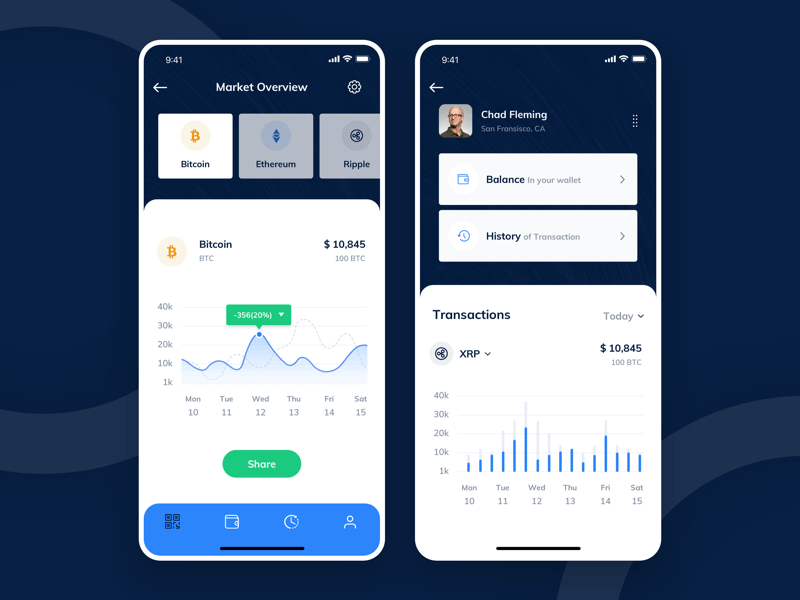 9:41
Market Overview
Bitcoin
Ethereum
Ripple
Bitcoin
$ 10,845
BTC
100 BTC
40k
-356(20%)
30k
20k
10k
1k
Mon Tue Wed Thu Fri Sat
10 11 12 13 14 15
Share
9:41
Chad Fleming
San Fransisco, CA
Balance In your wallet
History of Transaction
Transactions
Today
XRP
$ 10,845
100 BTC
40k
30k
20k
10k
1k
Mon Tue Wed Thu Fri Sat
10 11 12 13 14 15